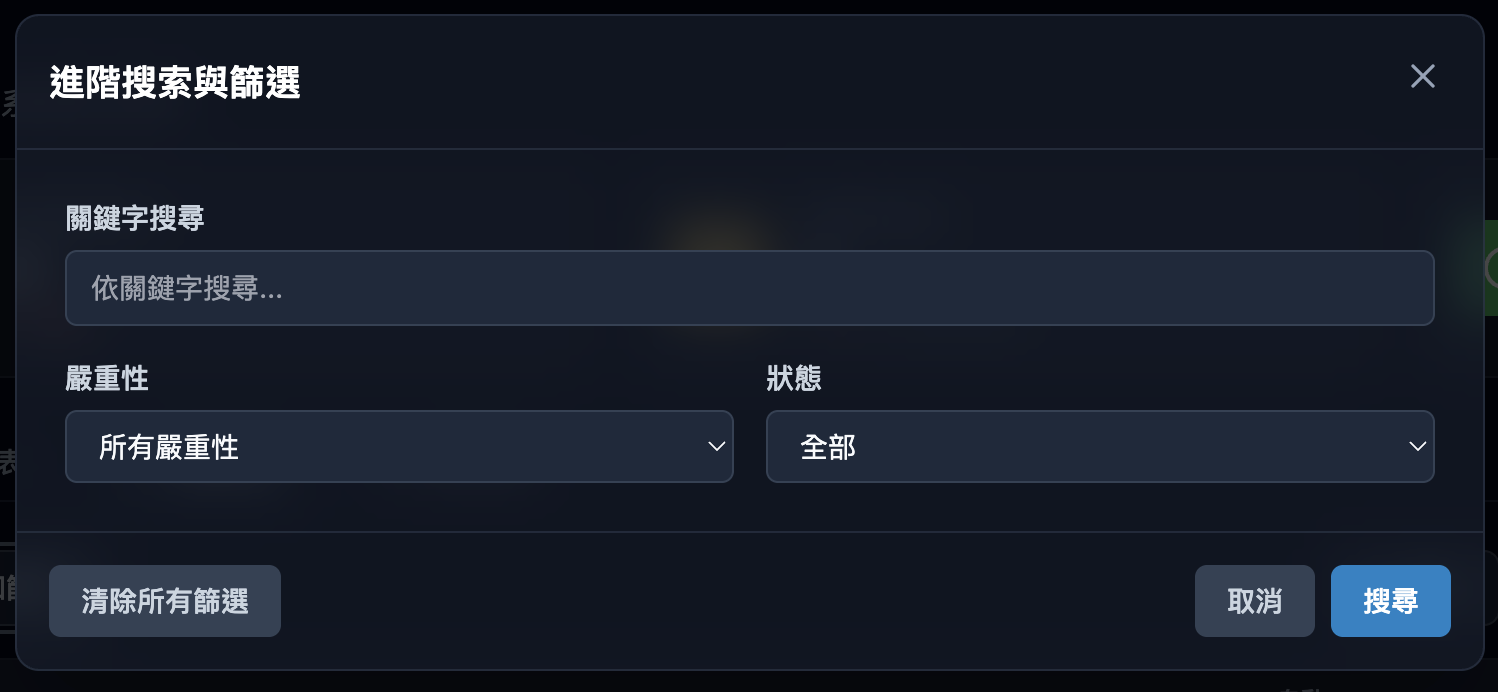 進階搜索與篩選
關鍵字搜尋
依關鍵字搜尋...
嚴重性
狀態
所有嚴重性
全部
清除所有篩選
取消
搜尋